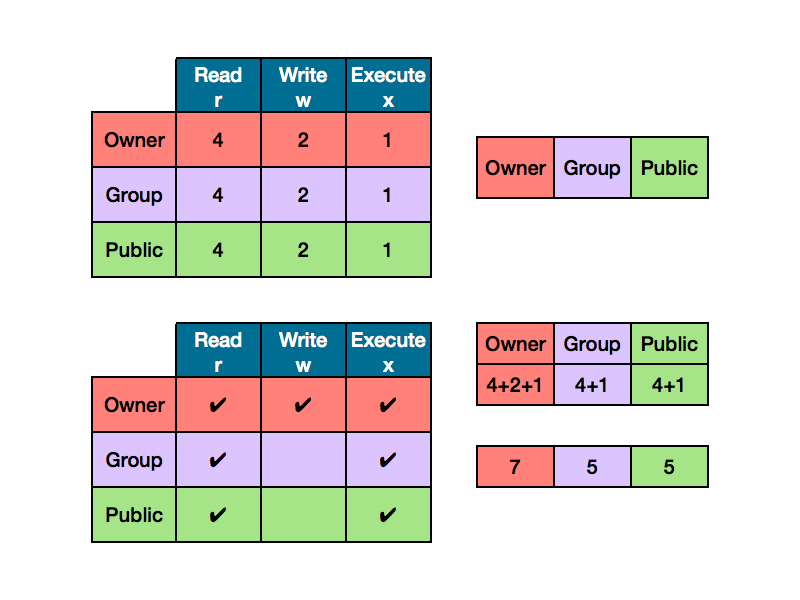 Read Write Execute
r w x
Owner 4 2 1
Group 4 2 1
Public 4 2 1
Owner Group Public
Read Write Execute
r w x
Owner ✔ ✔ ✔
Group ✔ ✔
Public ✔ ✔
Owner Group Public
4+2+1 4+1 4+1
7 5 5